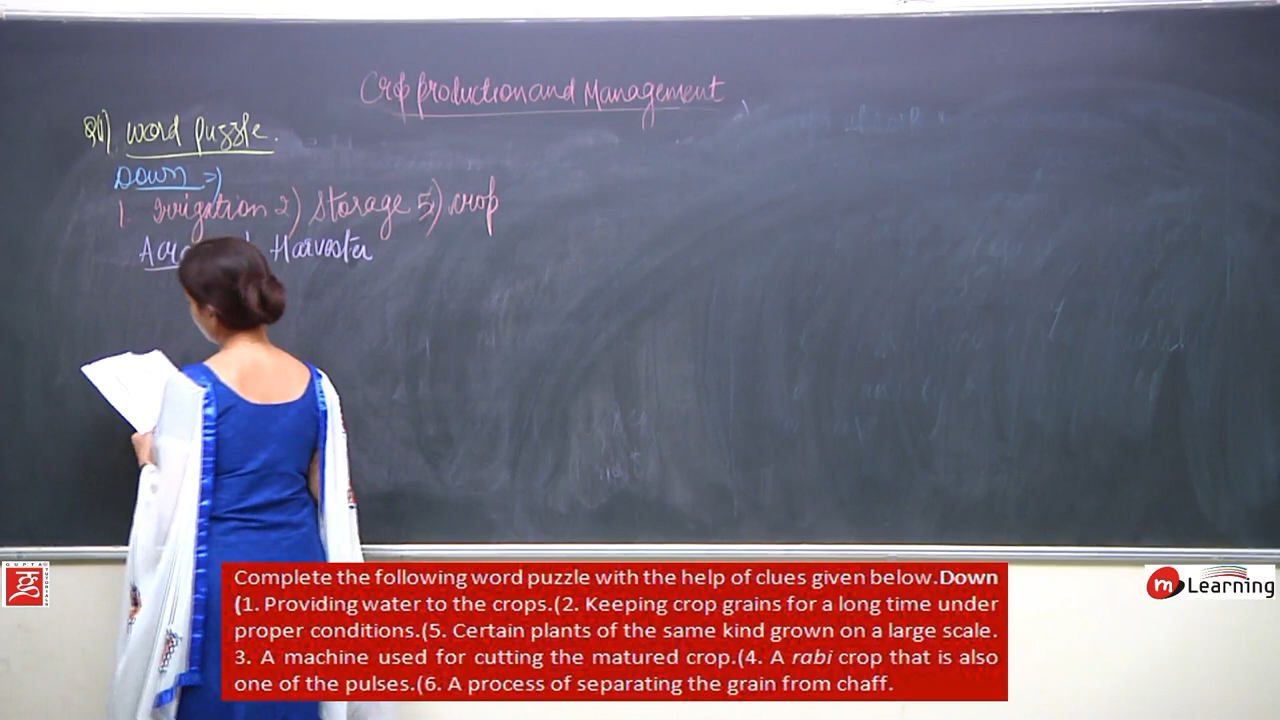 Crop production and Management
Q11) Word puzzle.
Down =>
1. Irrigation 2) Storage 5) Crop
Harvester
Complete the following word puzzle with the help of clues given below.Down
(1. Providing water to the crops.(2. Keeping crop grains for a long time under
proper conditions.(5. Certain plants of the same kind grown on a large scale.
3. A machine used for cutting the matured crop.(4. A rabi crop that is also
one of the pulses.(6. A process of separating the grain from chaff.
GUPTA
m Learning